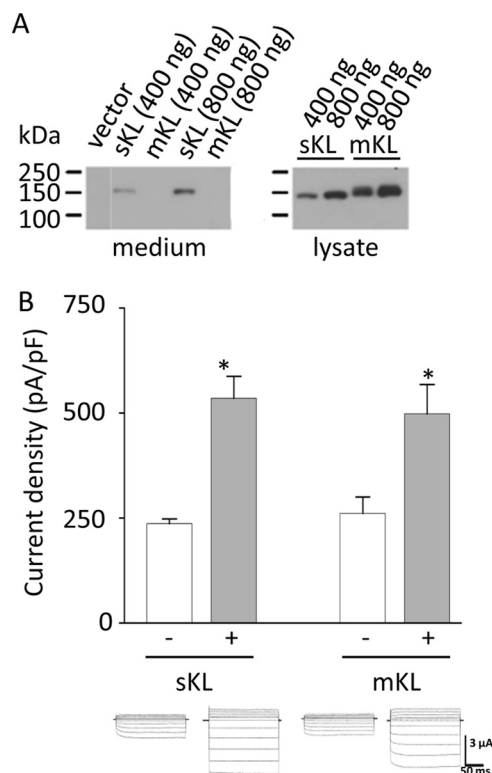 A
vector
sKL (400 ng)
mKL (400 ng)
sKL (800 ng)
mKL (800 ng)
400 ng
800 ng
400 ng
800 ng
sKL mKL
kDa
250
150
100
medium lysate
B
Current density (pA/pF)
750
500
250
0
* *
- + - +
sKL mKL
3 µA
50 ms